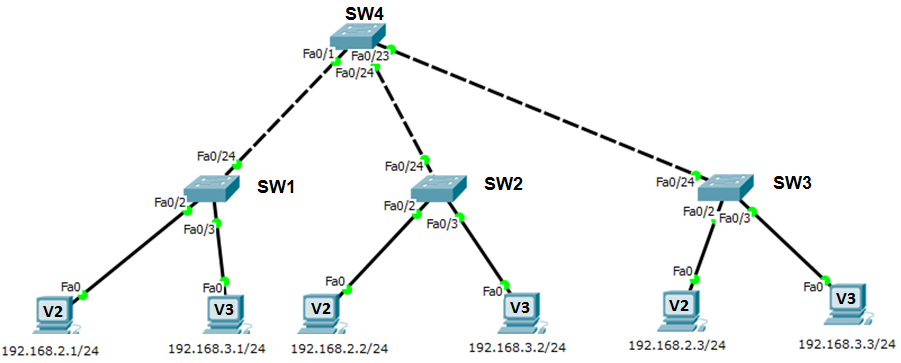 SW4
Fa0/1
Fa0/23
Fa0/24
Fa0/24
SW1
Fa0/2
Fa0/3
Fa0/24
SW2
Fa0/2
Fa0/3
Fa0/24
SW3
Fa0/2
Fa0/3
Fa0
V2
192.168.2.1/24
Fa0
V3
192.168.3.1/24
Fa0
V2
192.168.2.2/24
Fa0
V3
192.168.3.2/24
Fa0
V2
192.168.2.3/24
Fa0
V3
192.168.3.3/24